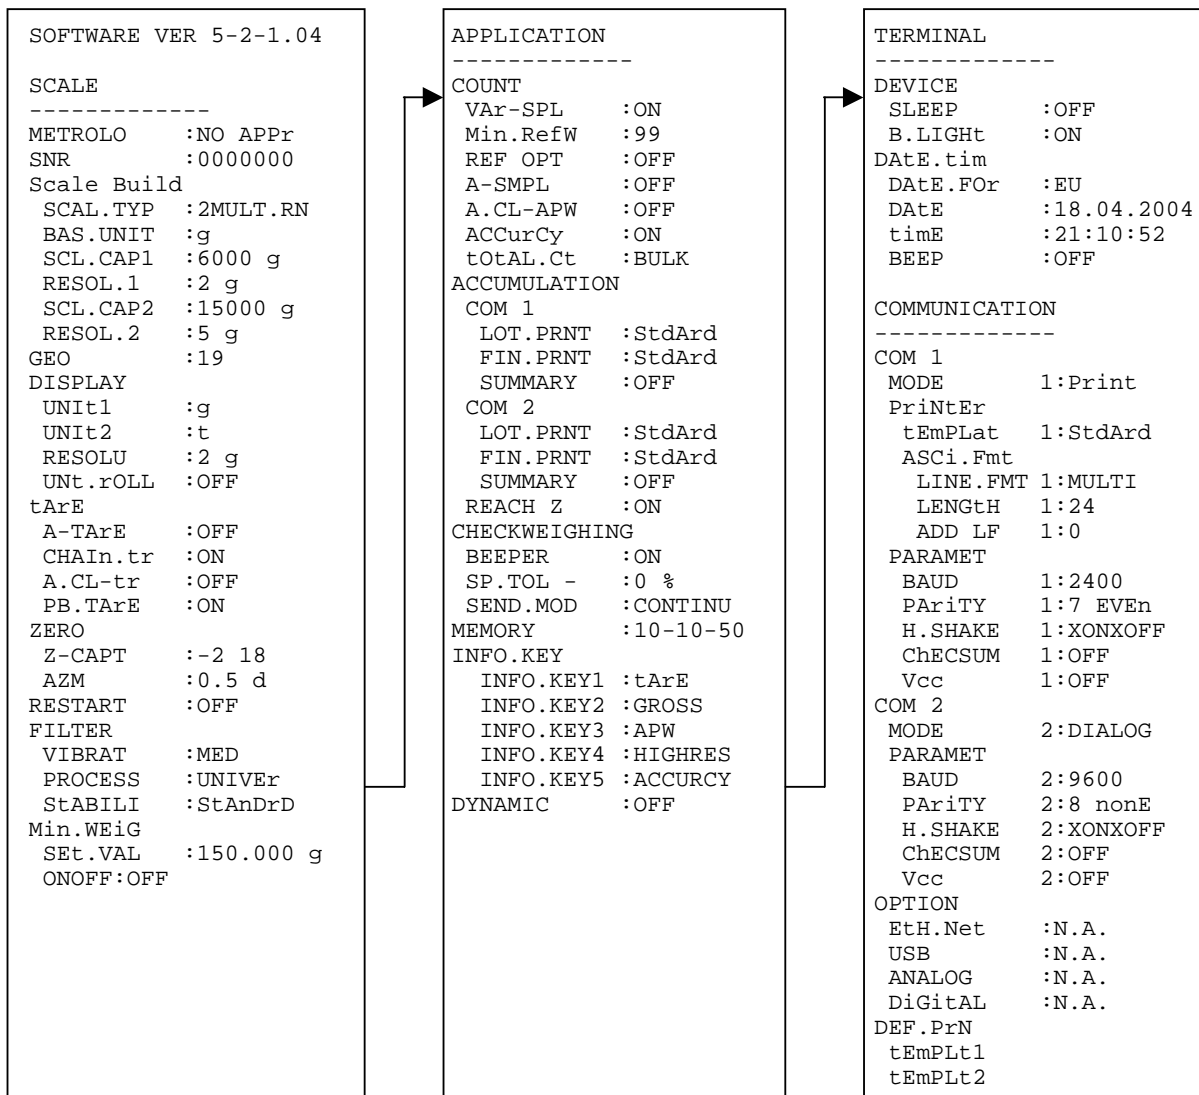 SOFTWARE VER 5-2-1.04
SCALE
-------------
METROLO :NO APPr
SNR :0000000
Scale Build
SCAL.TYP :2MULT.RN
BAS.UNIT :g
SCL.CAP1 :6000 g
RESOL.1 :2 g
SCL.CAP2 :15000 g
RESOL.2 :5 g
GEO :19
DISPLAY
UNIt1 :g
UNIt2 :t
RESOLU :2 g
UNt.rOLL :OFF
tArE
A-TArE :OFF
CHAIn.tr :ON
A.CL-tr :OFF
PB.TArE :ON
ZERO
Z-CAPT :-2 18
AZM :0.5 d
RESTART :OFF
FILTER
VIBRAT :MED
PROCESS :UNIVEr
StABILI :StAnDrD
Min.WEiG
SEt.VAL :150.000 g
ONOFF:OFF
APPLICATION
-------------
COUNT
VAr-SPL :ON
Min.RefW :99
REF OPT :OFF
A-SMPL :OFF
A.CL-APW :OFF
ACCurCy :ON
tOtAL.Ct :BULK
ACCUMULATION
COM 1
LOT.PRNT :StdArd
FIN.PRNT :StdArd
SUMMARY :OFF
COM 2
LOT.PRNT :StdArd
FIN.PRNT :StdArd
SUMMARY :OFF
REACH Z :ON
CHECKWEIGHING
BEEPER :ON
SP.TOL - :0 %
SEND.MOD :CONTINU
MEMORY :10-10-50
INFO.KEY
INFO.KEY1 :tArE
INFO.KEY2 :GROSS
INFO.KEY3 :APW
INFO.KEY4 :HIGHRES
INFO.KEY5 :ACCURCY
DYNAMIC :OFF
TERMINAL
-------------
DEVICE
SLEEP :OFF
B.LIGHt :ON
DAtE.tim
DAtE.FOr :EU
DAtE :18.04.2004
timE :21:10:52
BEEP :OFF
COMMUNICATION
-------------
COM 1
MODE 1:Print
PriNtEr
tEmPLat 1:StdArd
ASCi.Fmt
LINE.FMT 1:MULTI
LENGtH 1:24
ADD LF 1:0
PARAMET
BAUD 1:2400
PAriTY 1:7 EVEn
H.SHAKE 1:XONXOFF
ChECSUM 1:OFF
Vcc 1:OFF
COM 2
MODE 2:DIALOG
PARAMET
BAUD 2:9600
PAriTY 2:8 nonE
H.SHAKE 2:XONXOFF
ChECSUM 2:OFF
Vcc 2:OFF
OPTION
EtH.Net :N.A.
USB :N.A.
ANALOG :N.A.
DiGitAL :N.A.
DEF.PrN
tEmPLt1
tEmPLt2